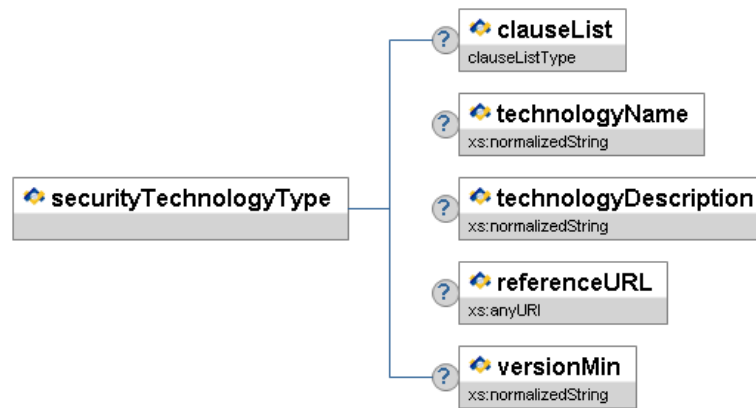 ?
clauseList
clauseListType
?
technologyName
xs:normalizedString
securityTechnologyType
?
technologyDescription
xs:normalizedString
?
referenceURL
xs:anyURI
?
versionMin
xs:normalizedString